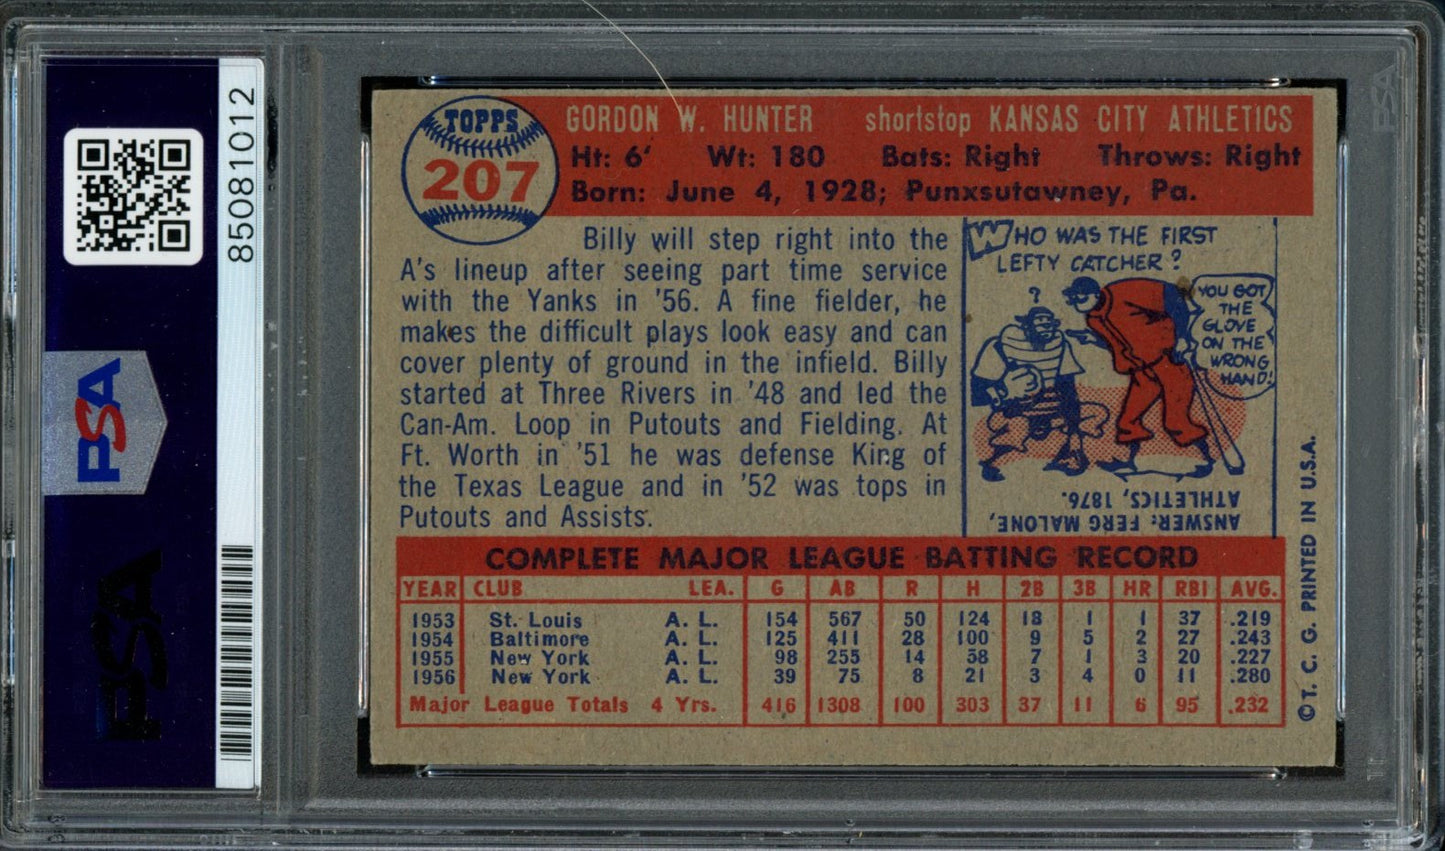 85081012
PSA
PSA
PSA
TOPPS
207
GORDON W. HUNTER shortstop KANSAS CITY ATHLETICS
Ht: 6' Wt: 180 Bats: Right Throws: Right
Born: June 4, 1928; Punxsutawney, Pa.
Billy will step right into the
A's lineup after seeing part time service
with the Yanks in '56. A fine fielder, he
makes the difficult plays look easy and can
cover plenty of ground in the infield. Billy
started at Three Rivers in '48 and led the
Can-Am. Loop in Putouts and Fielding. At
Ft. Worth in '51 he was defense King of
the Texas League and in '52 was tops in
Putouts and Assists.
WHO WAS THE FIRST
LEFTY CATCHER?
?
YOU GOT
THE
GLOVE
ON THE
WRONG
HAND!
ANSWER: FERG MALONE,
ATHLETICS, 1876.
COMPLETE MAJOR LEAGUE BATTING RECORD
YEAR CLUB LEA. G AB R H 2B 3B HR RBI AVG.
1953 St. Louis A. L. 154 567 50 124 18 1 1 37 .219
1954 Baltimore A. L. 125 411 28 100 9 5 2 27 .243
1955 New York A. L. 98 255 14 58 7 1 3 20 .227
1956 New York A. L. 39 75 8 21 3 4 0 11 .280
Major League Totals 4 Yrs. 416 1308 100 303 37 11 6 95 .232
© T. C. G. PRINTED IN U.S.A.